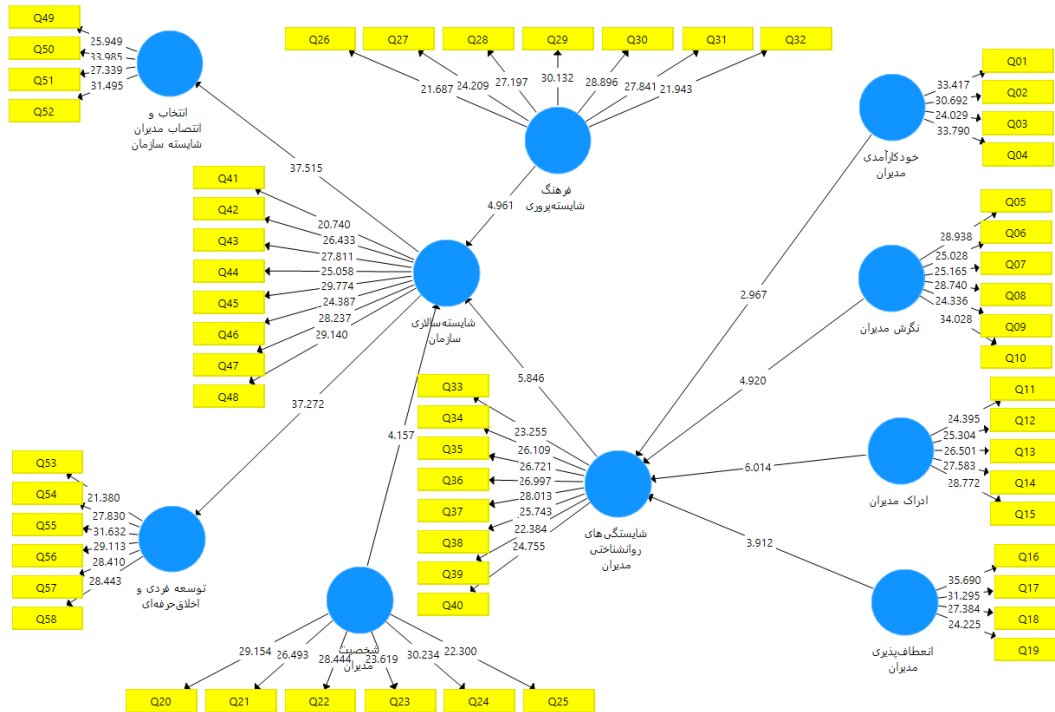 Q49
Q50
Q51
Q52
25.949
33.985
27.339
31.495
انتخاب و
انتصاب مدیران
شایسته سازمان
Q26
Q27
Q28
Q29
Q30
Q31
Q32
21.687
24.209
27.197
30.132
28.896
27.841
21.943
فرهنگ
شایسته‌پروری
Q01
Q02
Q03
Q04
33.417
30.692
24.029
33.790
خودکارآمدی
مدیران
37.515
4.961
2.967
Q41
Q42
Q43
Q44
Q45
Q46
Q47
Q48
20.740
26.433
27.811
25.058
29.774
24.387
28.237
29.140
شایسته‌سالاری
سازمان
Q05
Q06
Q07
Q08
Q09
Q10
28.938
25.028
25.165
28.740
24.336
34.028
نگرش مدیران
37.272
4.157
5.846
4.920
6.014
3.912
Q33
Q34
Q35
Q36
Q37
Q38
Q39
Q40
23.255
26.109
26.721
26.997
28.013
25.743
22.384
24.755
شایستگی‌های
روانشناختی
مدیران
Q11
Q12
Q13
Q14
Q15
24.395
25.304
26.501
27.583
28.772
ادراک مدیران
Q53
Q54
Q55
Q56
Q57
Q58
21.380
27.830
31.632
29.113
28.410
28.443
توسعه فردی و
اخلاق‌حرفه‌ای
Q16
Q17
Q18
Q19
35.690
31.295
27.384
24.225
انعطاف‌پذیری
مدیران
شخصیت
مدیران
29.154
26.493
28.444
23.619
30.234
22.300
Q20
Q21
Q22
Q23
Q24
Q25